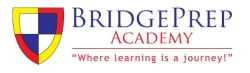 BRIDGEPREP
ACADEMY
"Where learning is a journey!"